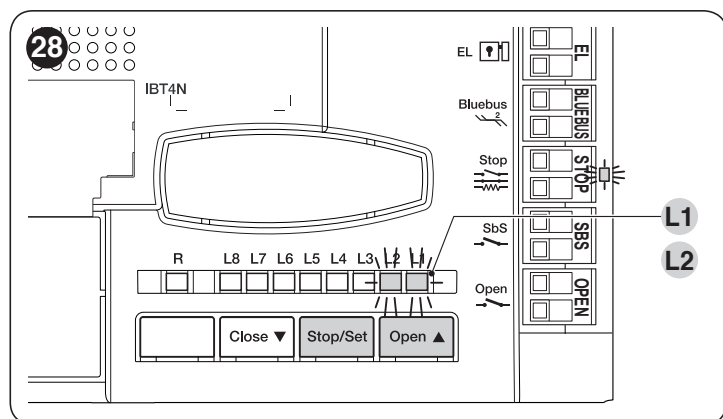 28
IBT4N
EL
EL
Bluebus
2
BLUEBUS
Stop
STOP
L1
SbS
SBS
L2
R L8 L7 L6 L5 L4 L3 L2 L1
Open
OPEN
Close ▼ Stop/Set Open ▲